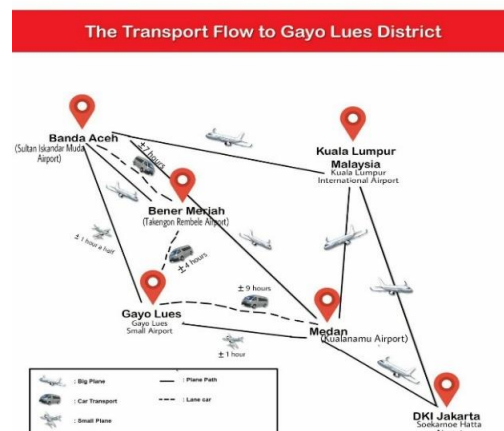 The Transport Flow to Gayo Lues District
Banda Aceh
(Sultan Iskandar Muda
Airport)
±7 hours
Kuala Lumpur
Malaysia
Kuala Lumpur
International Airport
Bener Meriah
(Takengon Rembele Airport)
± 1 hour a half
±4 hours
± 9 hours
Gayo Lues
Gayo Lues
Small Airport
Medan
(Kualanamu Airport)
± 1 hour
: Big Plane
: Plane Path
: Car Transport
: Lane car
: Small Plane
DKI Jakarta
Soekarnoe Hatta